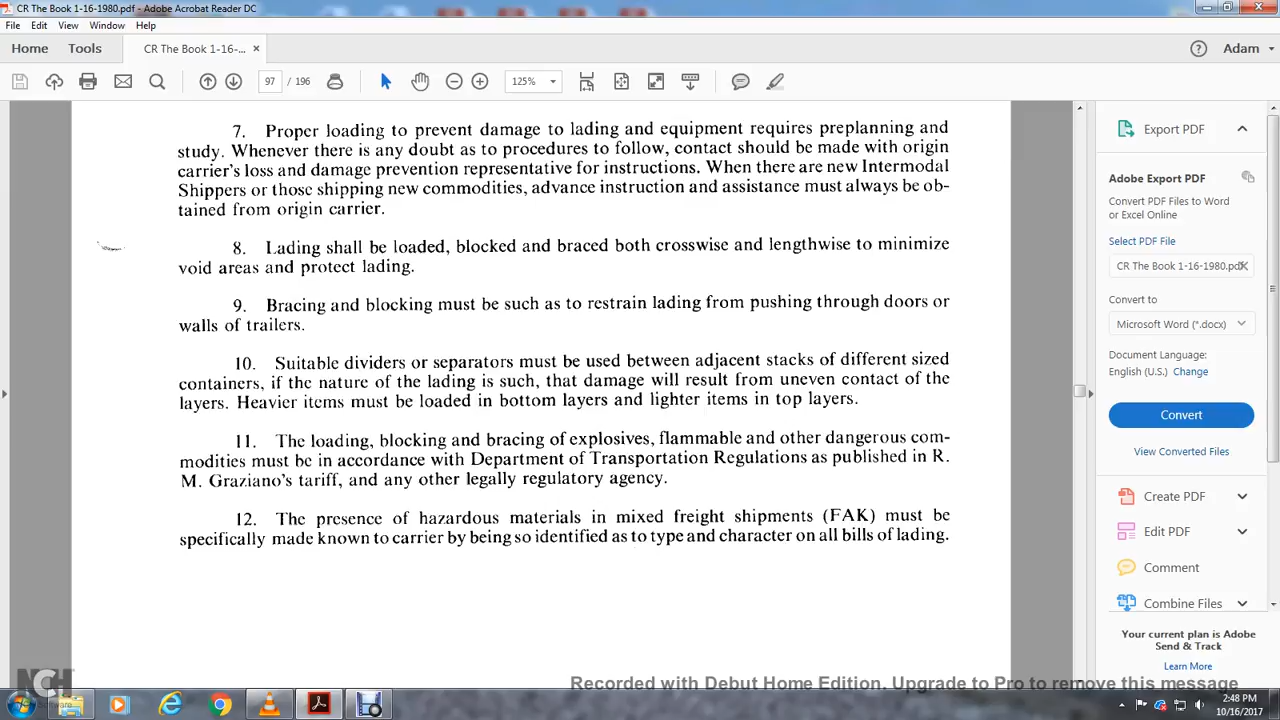 CR The Book 1-16-1980.pdf - Adobe Acrobat Reader DC
File Edit View Window Help
Home Tools CR The Book 1-16-... × Adam
97 / 196 125%
7. Proper loading to prevent damage to lading and equipment requires preplanning and
study. Whenever there is any doubt as to procedures to follow, contact should be made with origin
carrier's loss and damage prevention representative for instructions. When there are new Intermodal
Shippers or those shipping new commodities, advance instruction and assistance must always be ob-
tained from origin carrier.
8. Lading shall be loaded, blocked and braced both crosswise and lengthwise to minimize
void areas and protect lading.
9. Bracing and blocking must be such as to restrain lading from pushing through doors or
walls of trailers.
10. Suitable dividers or separators must be used between adjacent stacks of different sized
containers, if the nature of the lading is such, that damage will result from uneven contact of the
layers. Heavier items must be loaded in bottom layers and lighter items in top layers.
11. The loading, blocking and bracing of explosives, flammable and other dangerous com-
modities must be in accordance with Department of Transportation Regulations as published in R.
M. Graziano's tariff, and any other legally regulatory agency.
12. The presence of hazardous materials in mixed freight shipments (FAK) must be
specifically made known to carrier by being so identified as to type and character on all bills of lading.
Export PDF
Adobe Export PDF
Convert PDF Files to Word
or Excel Online
Select PDF File
CR The Book 1-16-1980.pdf
Convert to
Microsoft Word (*.docx)
Document Language:
English (U.S.) Change
Convert
View Converted Files
Create PDF
Edit PDF
Comment
Combine Files
Your current plan is Adobe
Send & Track
Learn More
NCH
Software
Recorded with Debut Home Edition. Upgrade to Pro to remove this message
2:48 PM
10/16/2017